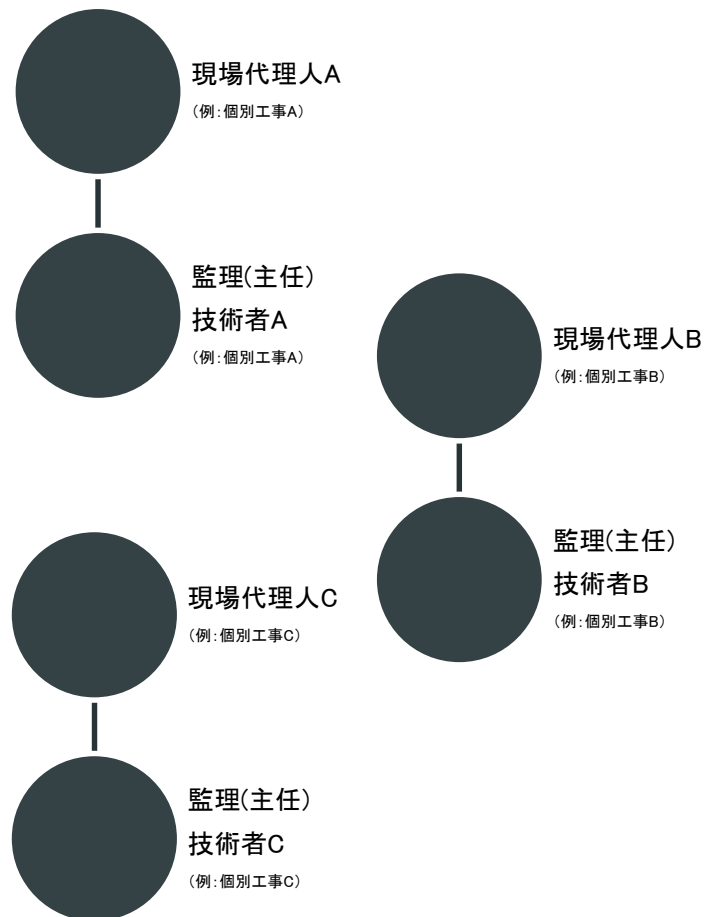 現場代理人A
(例:個別工事A)
監理(主任)
技術者A
(例:個別工事A)
現場代理人B
(例:個別工事B)
監理(主任)
技術者B
(例:個別工事B)
現場代理人C
(例:個別工事C)
監理(主任)
技術者C
(例:個別工事C)